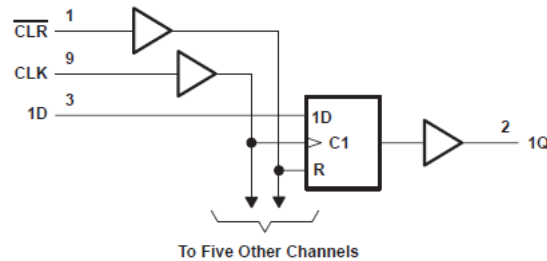 CLR 1
CLK 9
1D 3
1D
C1
R
2 1Q
To Five Other Channels